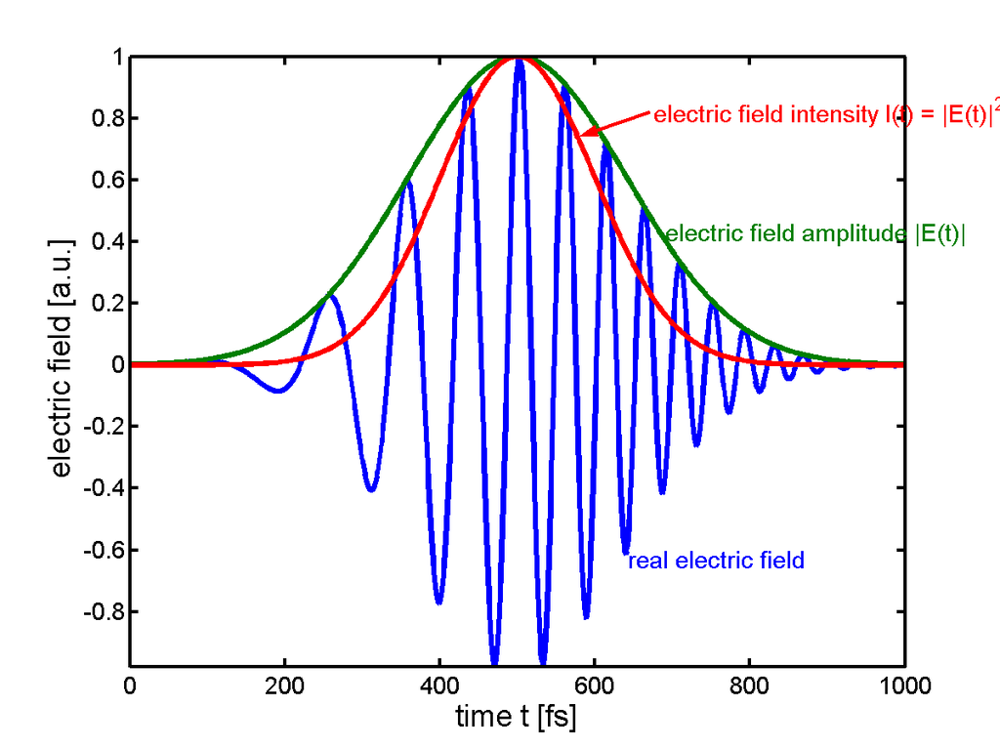 1
0.8
0.6
0.4
0.2
0
-0.2
-0.4
-0.6
-0.8
electric field [a.u.]
electric field intensity I(t) = |E(t)|²
electric field amplitude |E(t)|
real electric field
0 200 400 600 800 1000
time t [fs]